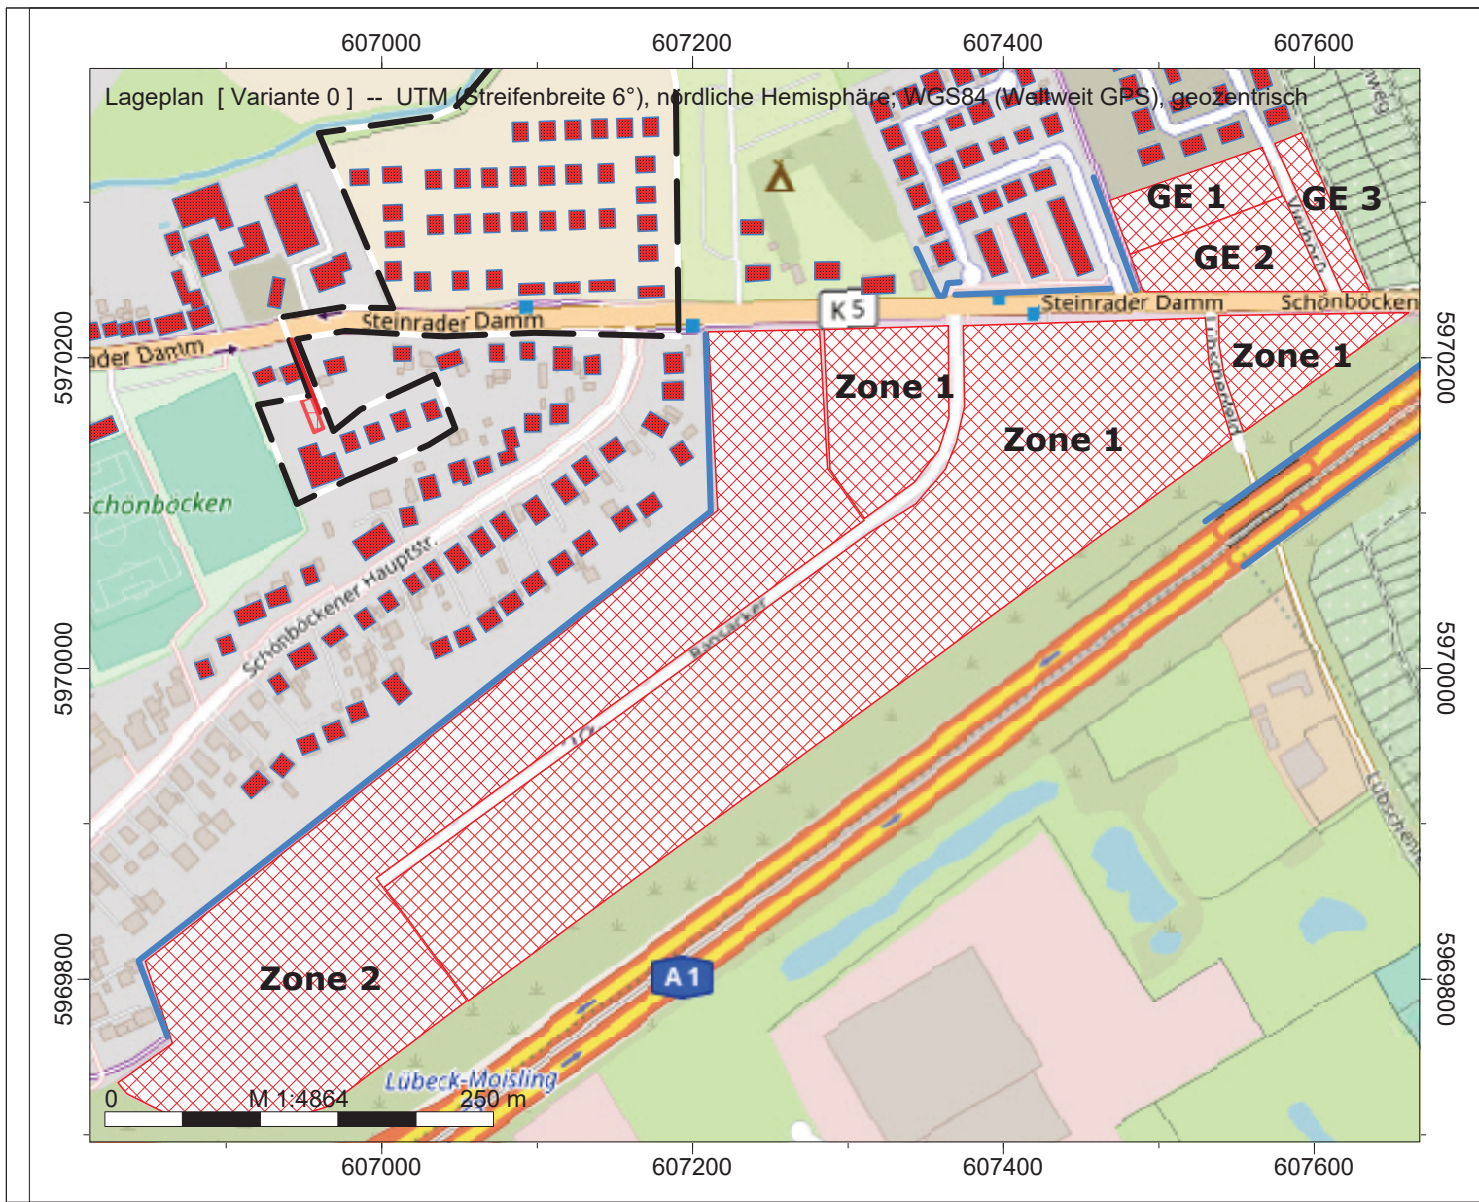 607000 607200 607400 607600
Lageplan [ Variante 0 ] -- UTM (Streifenbreite 6°), nördliche Hemisphäre; WGS84 (Weltweit GPS), geozentrisch
GE 1
GE 3
GE 2
K 5
Steinrader Damm
Schönböcken
Steinrader Damm
rader Damm
5970200
5970200
Zone 1
Zone 1
Zone 1
chönböcken
Schönböckener Hauptstr.
5970000
5970000
Zone 2
A 1
5969800
5969800
Lübeck-Moisling
0 M 1:4864 250 m
607000 607200 607400 607600